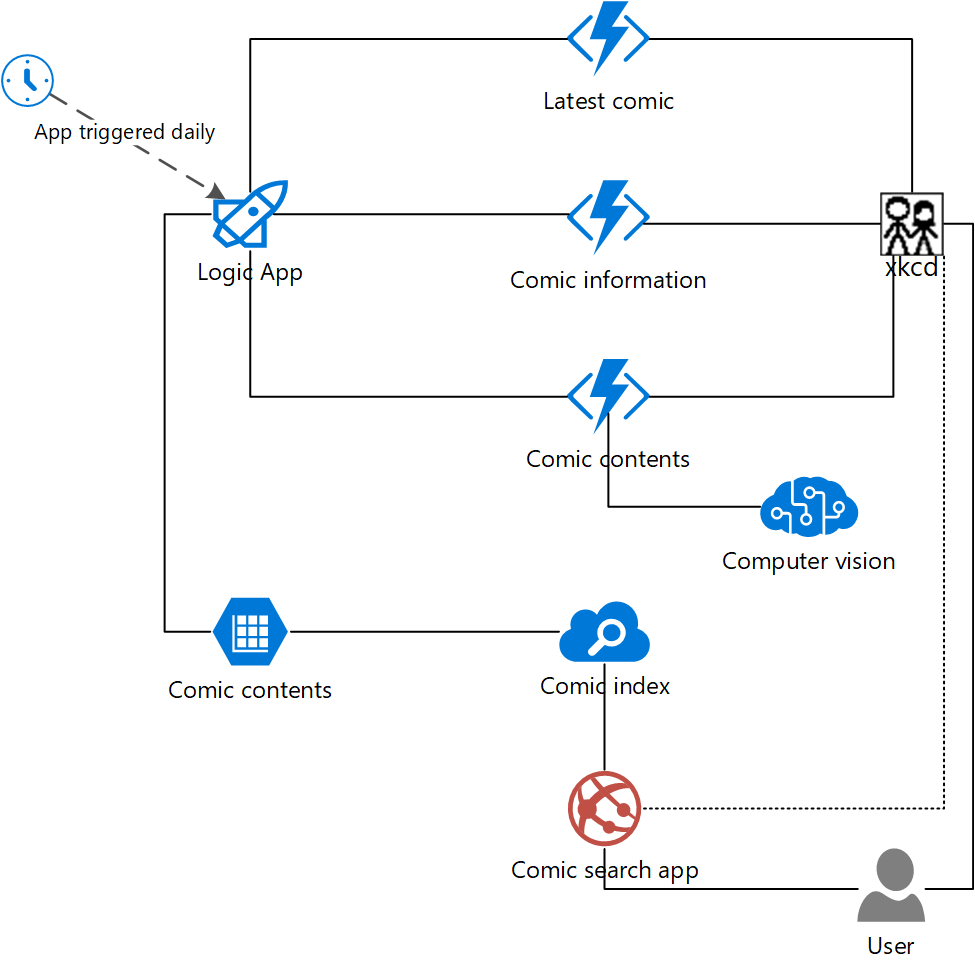 Latest comic
App triggered daily
Logic App
Comic information
xkcd
Comic contents
Computer vision
Comic contents
Comic index
Comic search app
User